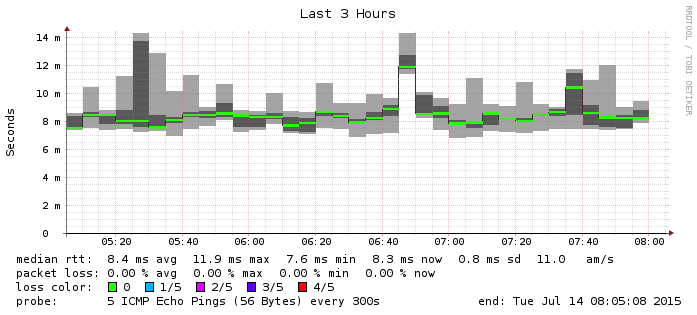 Last 3 Hours
RRDTOOL / TOBI OETIKER
Seconds
14 m
12 m
10 m
8 m
6 m
4 m
2 m
0
05:20 05:40 06:00 06:20 06:40 07:00 07:20 07:40 08:00
median rtt: 8.4 ms avg 11.9 ms max 7.6 ms min 8.3 ms now 0.8 ms sd 11.0 am/s
packet loss: 0.00 % avg 0.00 % max 0.00 % min 0.00 % now
loss color: 0 1/5 2/5 3/5 4/5
probe: 5 ICMP Echo Pings (56 Bytes) every 300s end: Tue Jul 14 08:05:08 2015